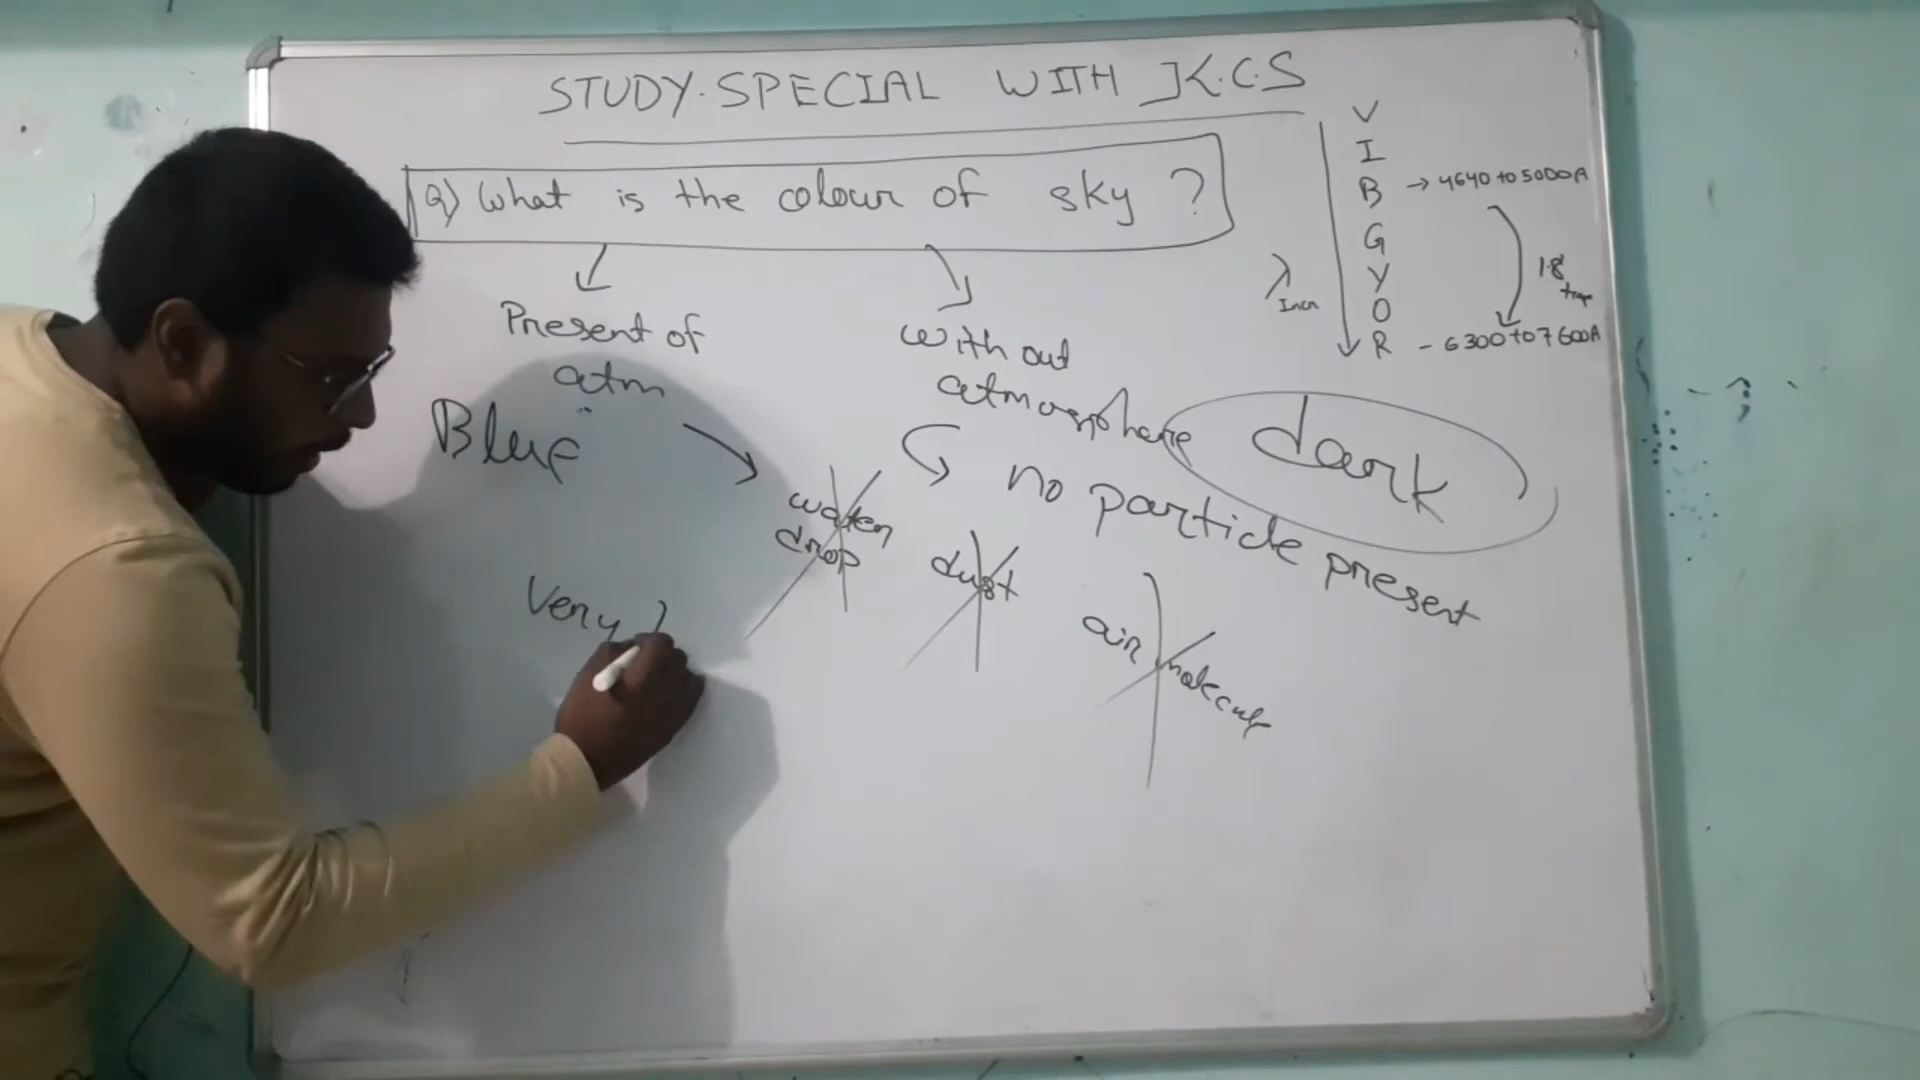 STUDY·SPECIAL WITH J.K.C.S
Q) What is the colour of sky ?
Present of
atm
Blue
With out
atmosphere
dark
no particle present
water
drop
dust
air molecule
Very
V
I
B → 4640 to 5000A
G
Y
O
R - 6300 to 7600A
λ
Incr
1.8